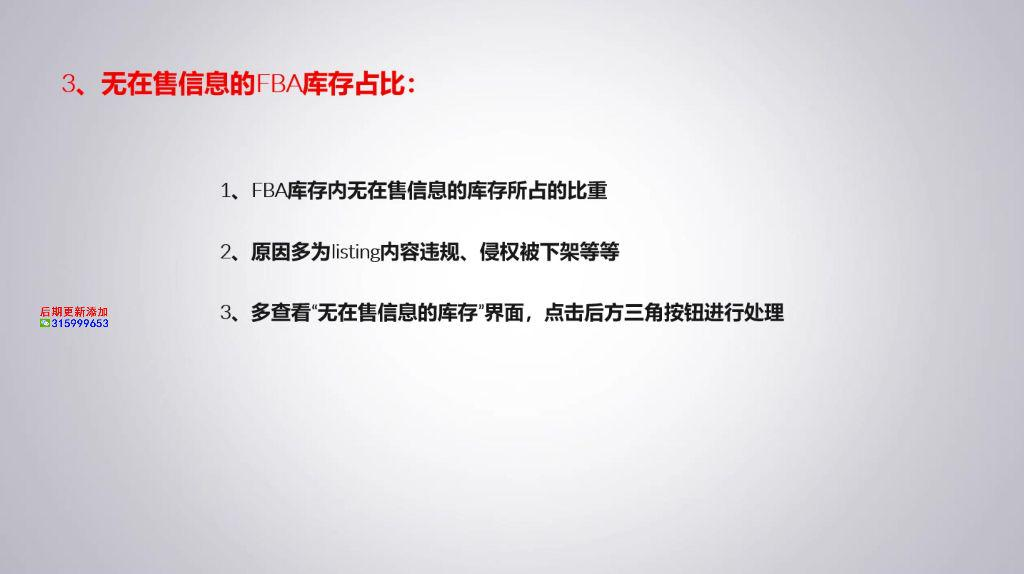 3、无在售信息的FBA库存占比：
1、FBA库存内无在售信息的库存所占的比重
2、原因多为listing内容违规、侵权被下架等等
3、多查看“无在售信息的库存”界面，点击后方三角按钮进行处理
后期更新添加
315999653